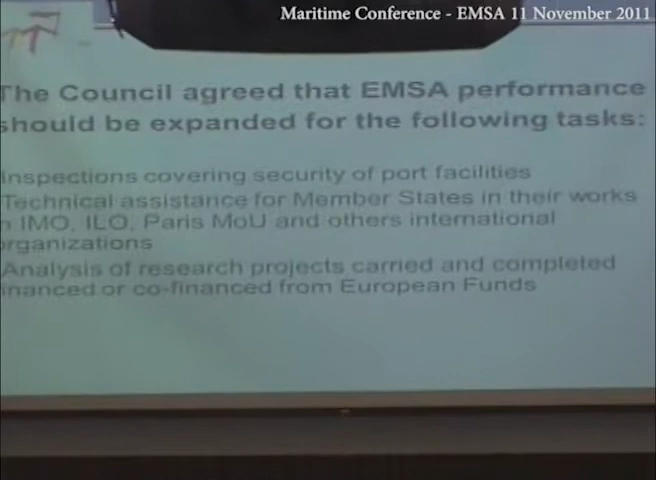 Maritime Conference - EMSA 11 November 2011
The Council agreed that EMSA performance
should be expanded for the following tasks:
Inspections covering security of port facilities
Technical assistance for Member States in their works
n IMO, ILO, Paris MoU and others international
organizations
Analysis of research projects carried and completed
inanced or co-financed from European Funds